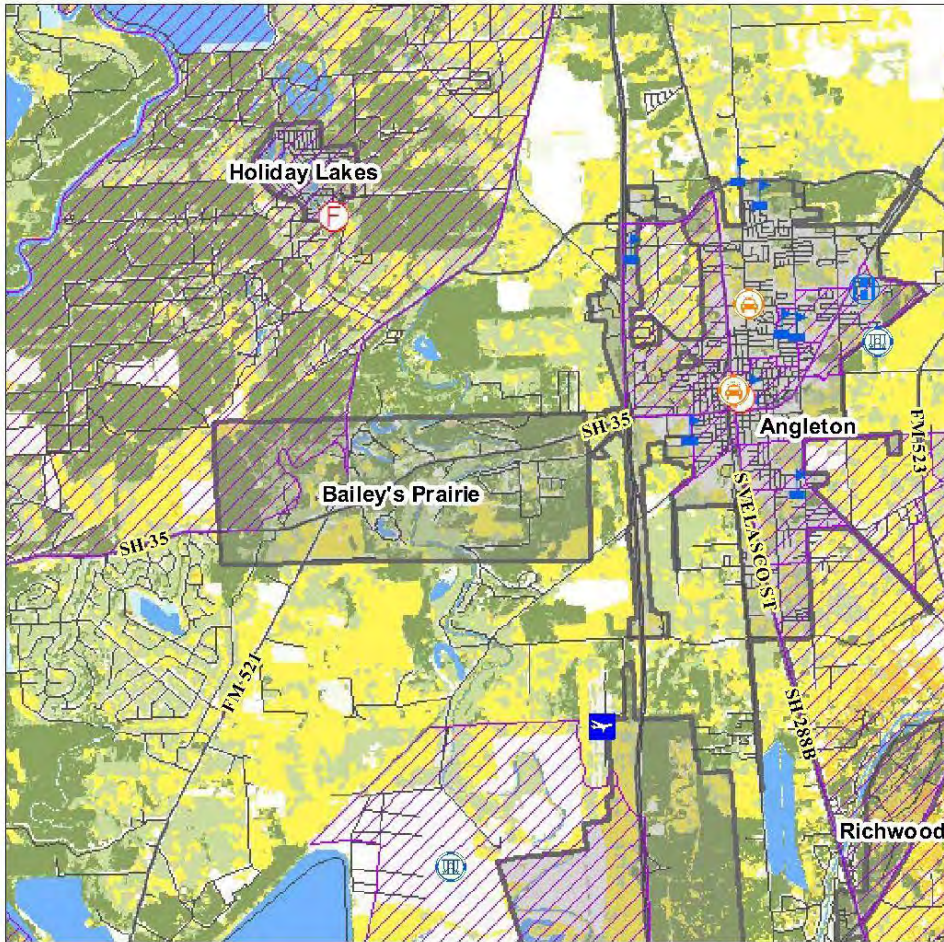 Holiday Lakes
F
SH 35
Angleton
FM 523
Bailey's Prairie
SH 35
S VELASCO ST
FM 521
SH 288B
Richwood